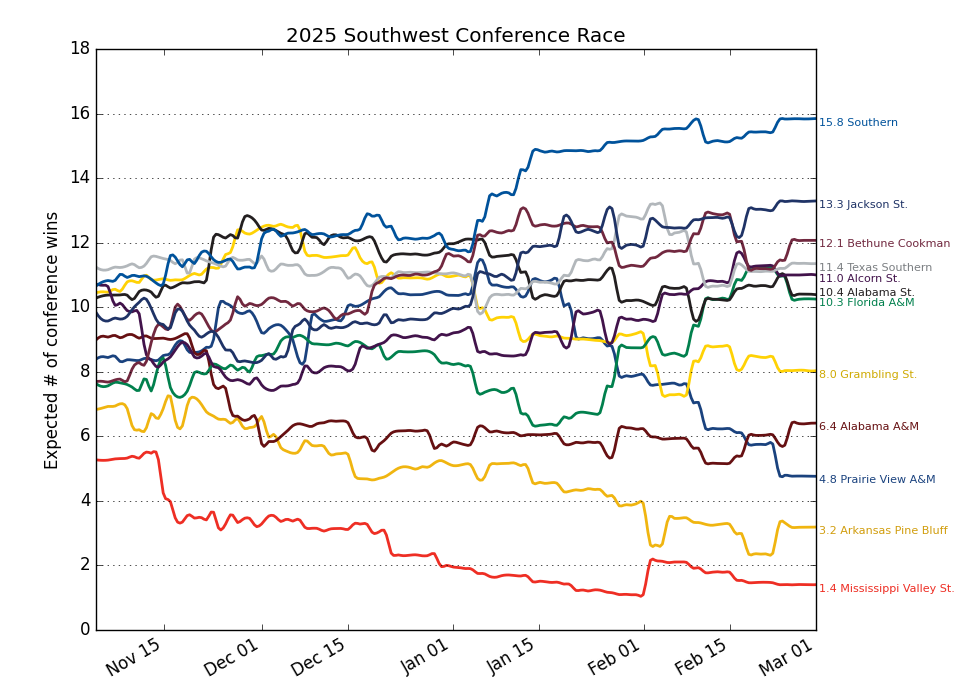 2025 Southwest Conference Race
Expected # of conference wins
18
16
14
12
10
8
6
4
2
0
15.8 Southern
13.3 Jackson St.
12.1 Bethune Cookman
11.4 Texas Southern
11.0 Alcorn St.
10.4 Alabama St.
10.3 Florida A&M
8.0 Grambling St.
6.4 Alabama A&M
4.8 Prairie View A&M
3.2 Arkansas Pine Bluff
1.4 Mississippi Valley St.
Nov 15
Dec 01
Dec 15
Jan 01
Jan 15
Feb 01
Feb 15
Mar 01